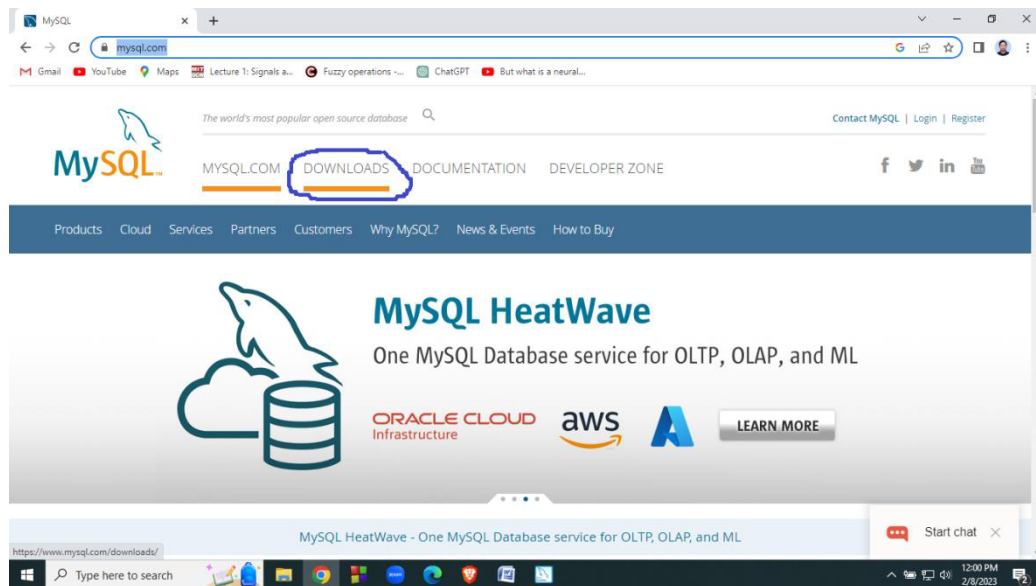 MySQL
mysql.com
Gmail YouTube Maps Lecture 1: Signals a... Fuzzy operations -... ChatGPT But what is a neural...
The world's most popular open source database
Contact MySQL | Login | Register
MySQL
MYSQL.COM DOWNLOADS DOCUMENTATION DEVELOPER ZONE
Products Cloud Services Partners Customers Why MySQL? News & Events How to Buy
MySQL HeatWave
One MySQL Database service for OLTP, OLAP, and ML
ORACLE CLOUD
Infrastructure
aws
LEARN MORE
MySQL HeatWave - One MySQL Database service for OLTP, OLAP, and ML
Start chat
https://www.mysql.com/downloads/
Type here to search
12:00 PM
2/8/2023